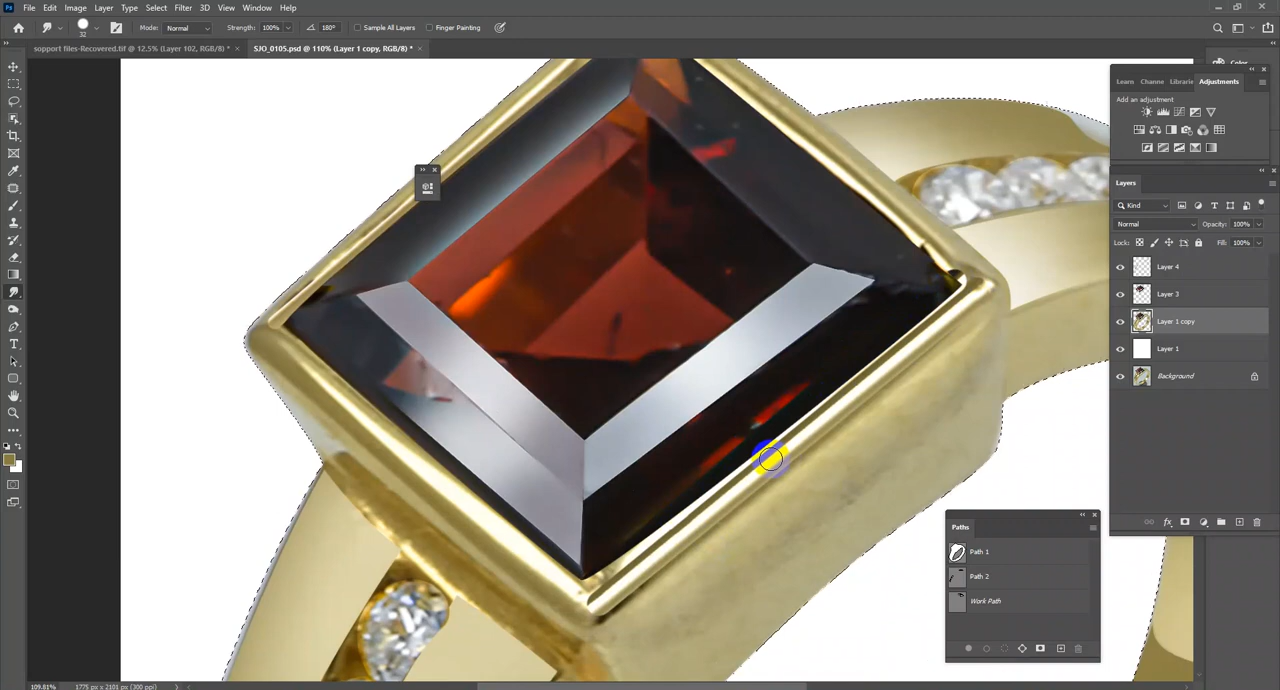 Ps File Edit Image Layer Type Select Filter 3D View Window Help
32 Mode: Normal Strength: 100% 180° Sample All Layers Finger Painting
sopport files-Recovered.tif @ 12.5% (Layer 102, RGB/8) * × SJO_0105.psd @ 110% (Layer 1 copy, RGB/8) * ×
Color
Learn Channe Librarie Adjustments
Add an adjustment
Layers
Kind
Normal Opacity: 100%
Lock: Fill: 100%
Layer 4
Layer 3
Layer 1 copy
Layer 1
Background
Paths
Path 1
Path 2
Work Path
T
109.81% 1775 px x 2101 px (300 ppi)